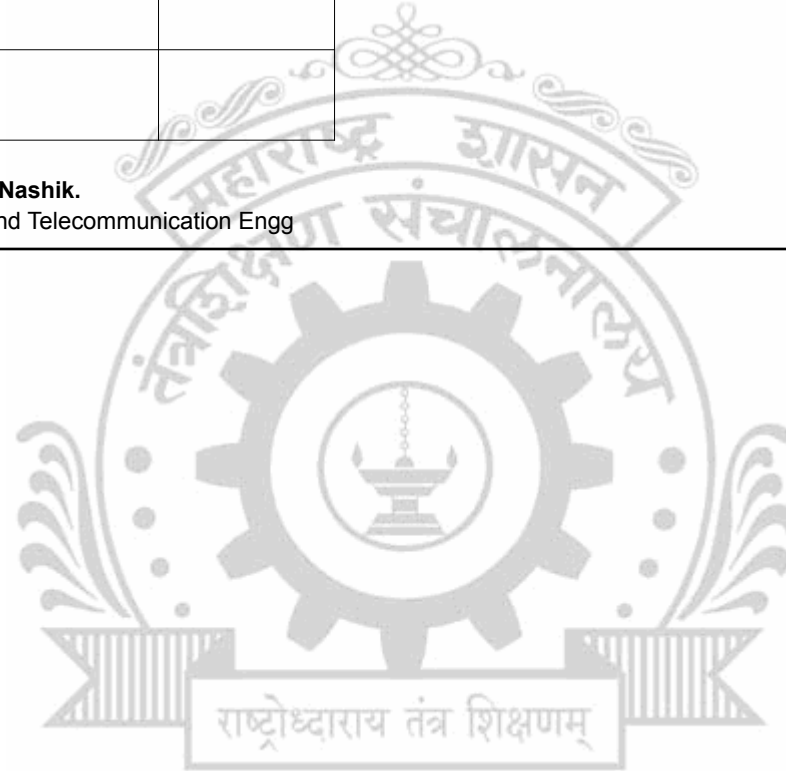 महाराष्ट्र शासन
Nashik.
nd Telecommunication Engg
तंत्रशिक्षण संचालनालय
राष्ट्रोध्दाराय तंत्र शिक्षणम्